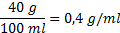 40 g / 100 ml = 0,4 g/ml